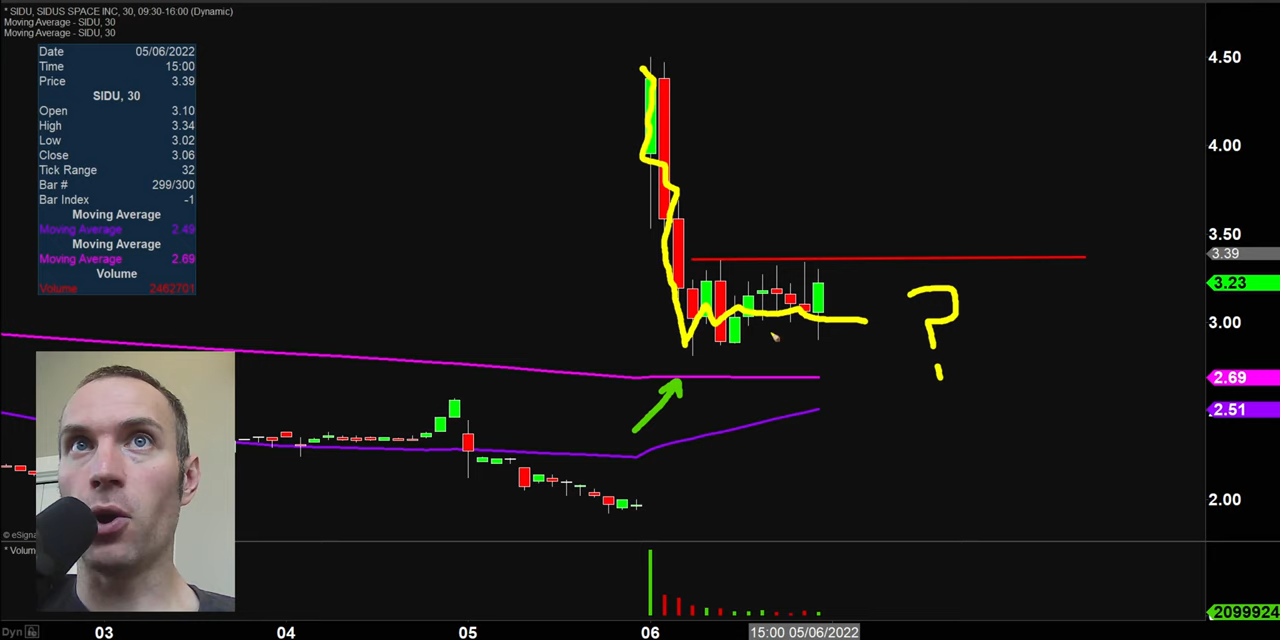 * SIDU, SIDUS SPACE INC, 30, 09:30-16:00 (Dynamic)
Moving Average - SIDU, 30
Moving Average - SIDU, 30
Date 05/06/2022
Time 15:00
Price 3.39
SIDU, 30
Open 3.10
High 3.34
Low 3.02
Close 3.06
Tick Range 32
Bar # 299/300
Bar Index -1
Moving Average
Moving Average 2.49
Moving Average
Moving Average 2.69
Volume
Volume 2462701
4.50
4.00
3.50
3.39
3.23
3.00
?
2.69
2.51
2.00
© eSigna
* Volum
2099924
Dyn
03 04 05 06 15:00 05/06/2022